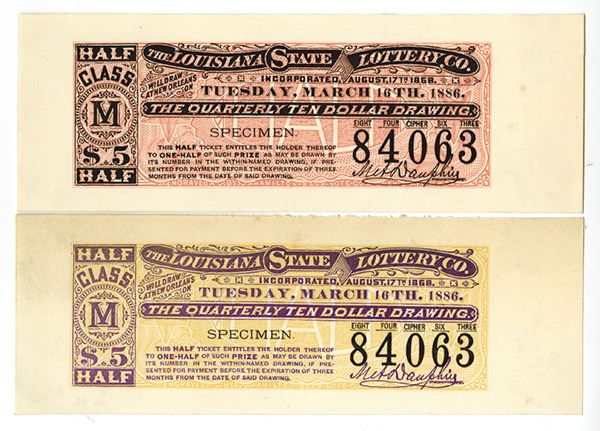 HALF
CLASS
M
$.5
HALF
THE LOUISIANA STATE LOTTERY CO.
INCORPORATED, AUGUST, 17TH 1868.
WILL DRAW
AT NEW ORLEANS
ON
TUESDAY, MARCH 16TH, 1886.
THE QUARTERLY TEN DOLLAR DRAWING.
SPECIMEN.
THIS HALF TICKET ENTITLES THE HOLDER THEREOF
TO ONE-HALF OF SUCH PRIZE AS MAY BE DRAWN BY
ITS NUMBER IN THE WITHIN-NAMED DRAWING, IF PRE-
SENTED FOR PAYMENT BEFORE THE EXPIRATION OF THREE
MONTHS FROM THE DATE OF SAID DRAWING.
EIGHT FOUR CIPHER SIX THREE
84063
M A Dauphin
HALF
CLASS
M
$.5
HALF
THE LOUISIANA STATE LOTTERY CO.
INCORPORATED, AUGUST, 17TH 1868.
WILL DRAW
AT NEW ORLEANS
ON
TUESDAY, MARCH 16TH, 1886.
THE QUARTERLY TEN DOLLAR DRAWING.
SPECIMEN.
THIS HALF TICKET ENTITLES THE HOLDER THEREOF
TO ONE-HALF OF SUCH PRIZE AS MAY BE DRAWN BY
ITS NUMBER IN THE WITHIN-NAMED DRAWING, IF PRE-
SENTED FOR PAYMENT BEFORE THE EXPIRATION OF THREE
MONTHS FROM THE DATE OF SAID DRAWING.
EIGHT FOUR CIPHER SIX THREE
84063
M A Dauphin